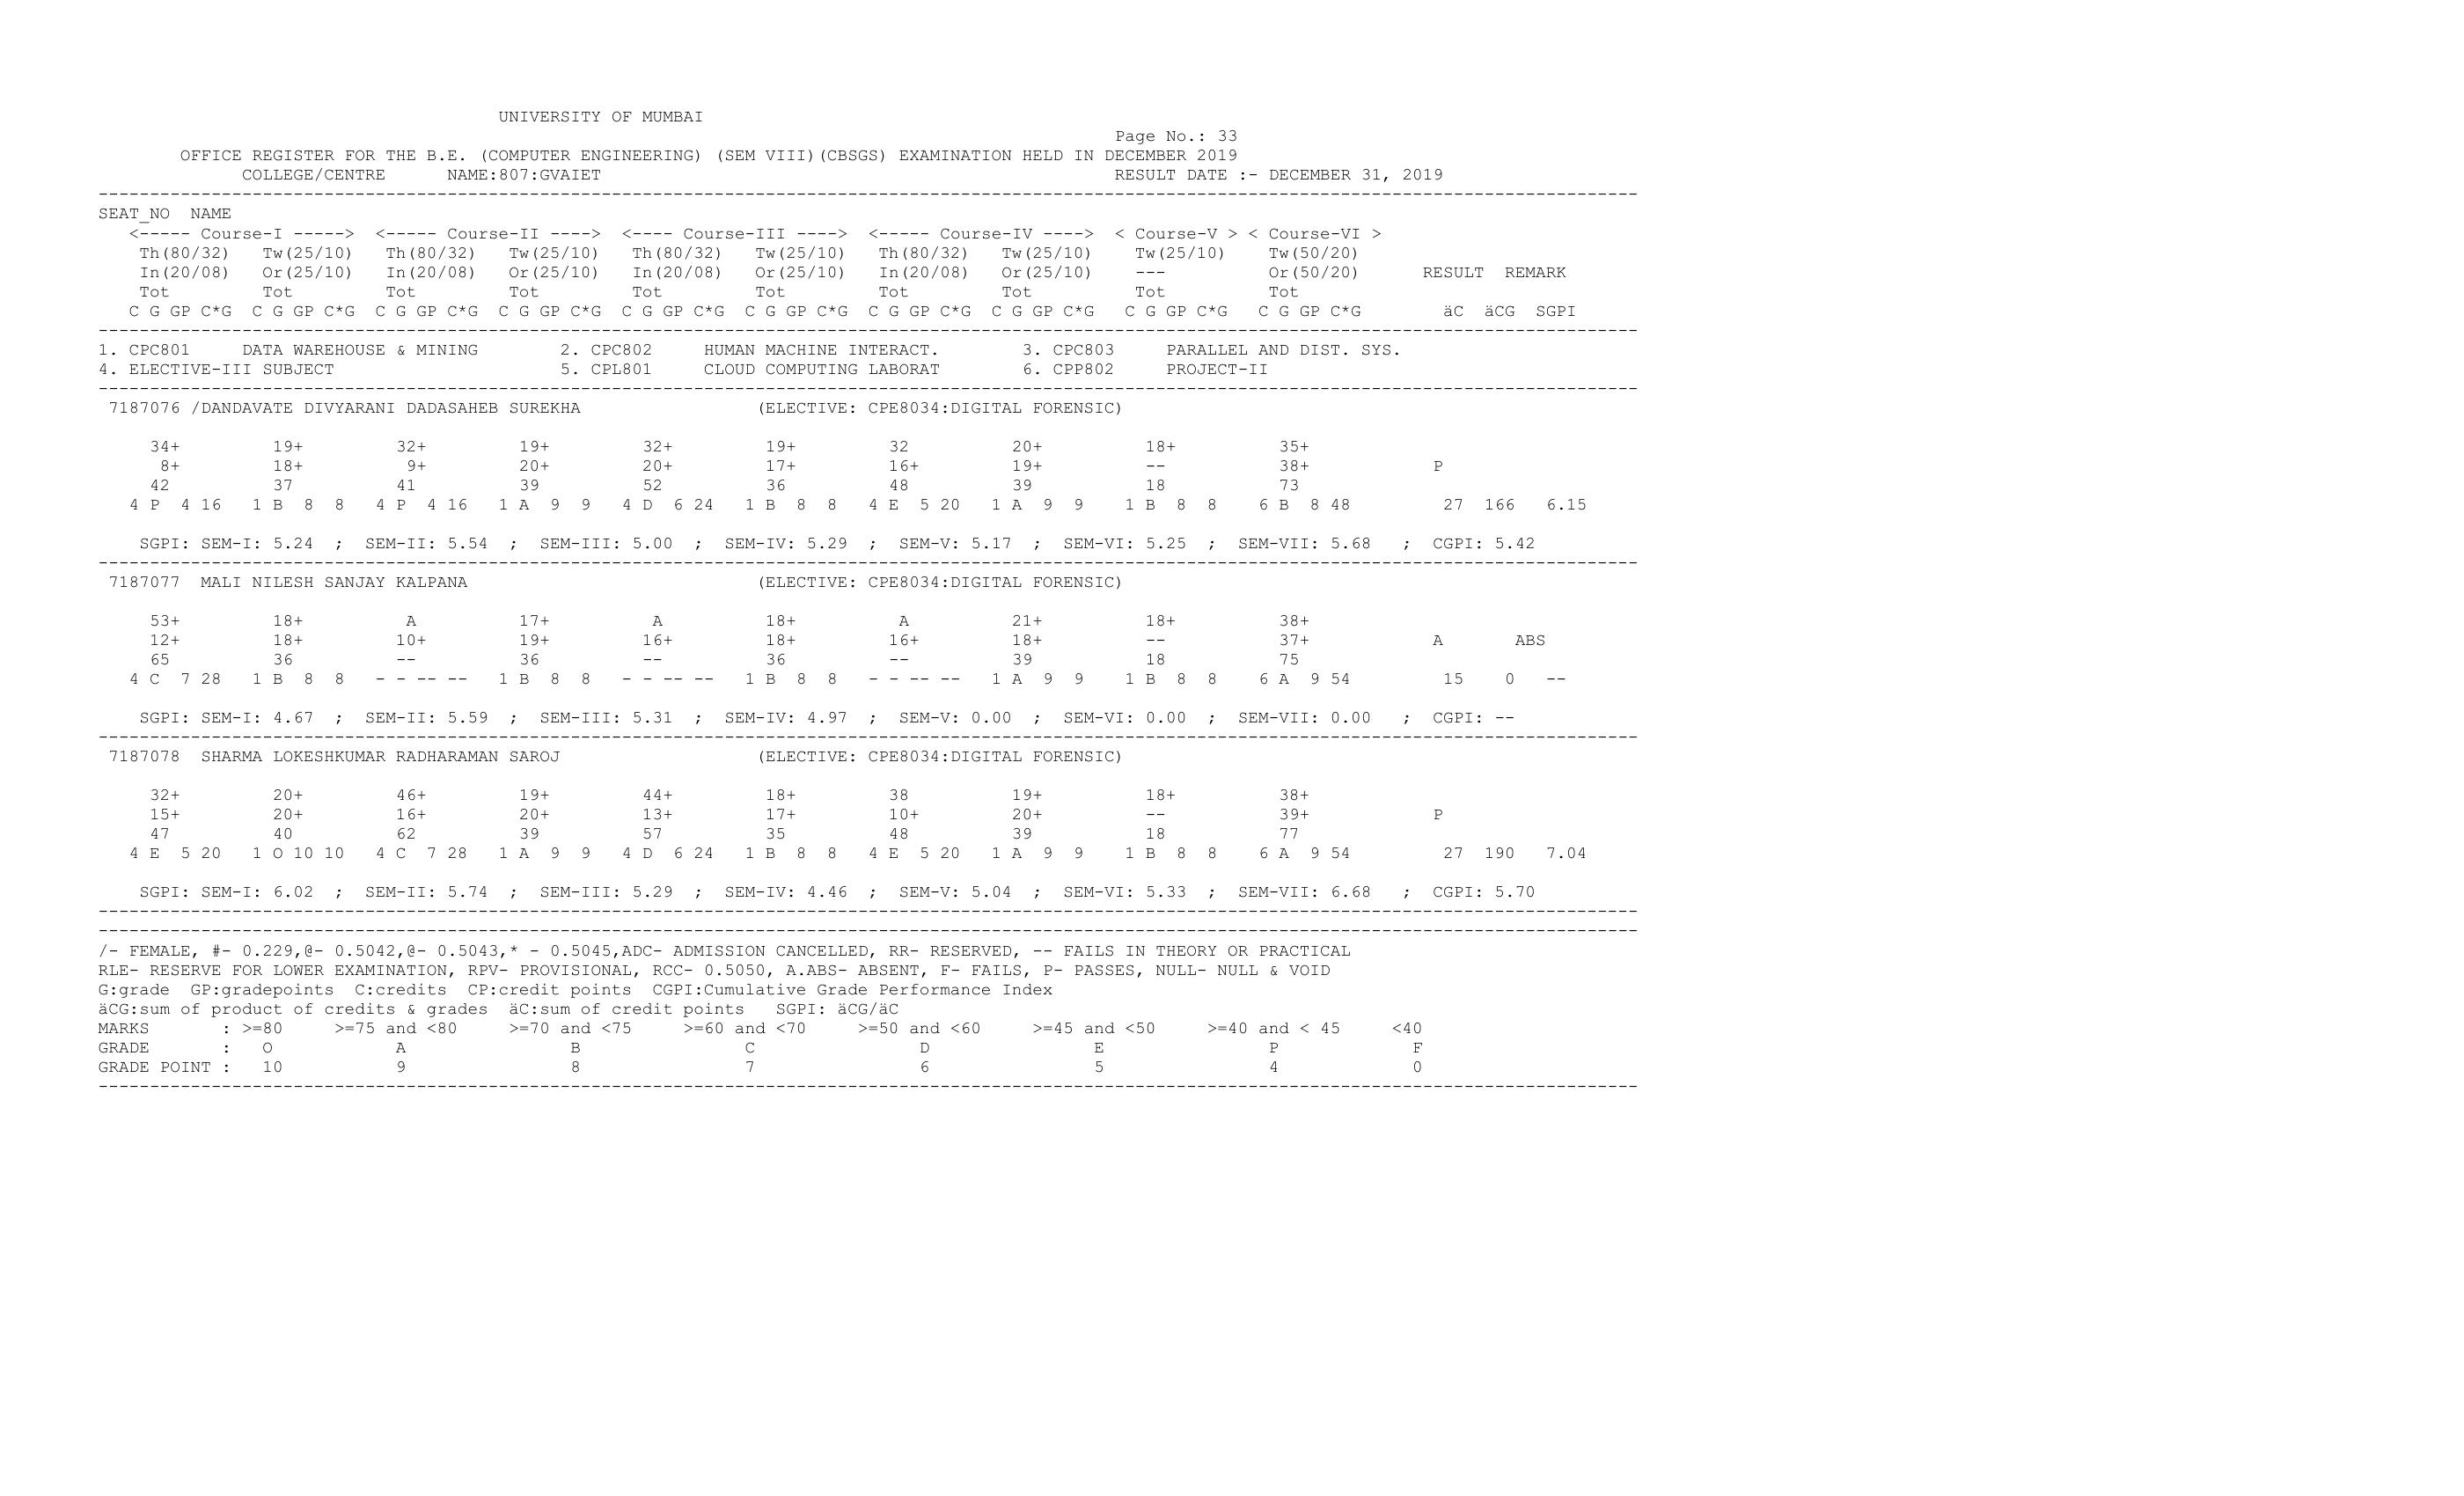 UNIVERSITY OF MUMBAI
Page No.: 33
OFFICE REGISTER FOR THE B.E. (COMPUTER ENGINEERING) (SEM VIII)(CBSGS) EXAMINATION HELD IN DECEMBER 2019
COLLEGE/CENTRE NAME:807:GVAIET RESULT DATE :- DECEMBER 31, 2019
SEAT_NO NAME
<----- Course-I -----> <----- Course-II ----> <---- Course-III ----> <----- Course-IV ----> < Course-V > < Course-VI >
Th(80/32) Tw(25/10) Th(80/32) Tw(25/10) Th(80/32) Tw(25/10) Th(80/32) Tw(25/10) Tw(25/10) Tw(50/20)
In(20/08) Or(25/10) In(20/08) Or(25/10) In(20/08) Or(25/10) In(20/08) Or(25/10) --- Or(50/20) RESULT REMARK
Tot Tot Tot Tot Tot Tot Tot Tot Tot Tot
C G GP C*G C G GP C*G C G GP C*G C G GP C*G C G GP C*G C G GP C*G C G GP C*G C G GP C*G C G GP C*G C G GP C*G äC äCG SGPI
1. CPC801 DATA WAREHOUSE & MINING 2. CPC802 HUMAN MACHINE INTERACT. 3. CPC803 PARALLEL AND DIST. SYS.
4. ELECTIVE-III SUBJECT 5. CPL801 CLOUD COMPUTING LABORAT 6. CPP802 PROJECT-II
7187076 /DANDAVATE DIVYARANI DADASAHEB SUREKHA (ELECTIVE: CPE8034:DIGITAL FORENSIC)
34+ 19+ 32+ 19+ 32+ 19+ 32 20+ 18+ 35+
8+ 18+ 9+ 20+ 20+ 17+ 16+ 19+ -- 38+ P
42 37 41 39 52 36 48 39 18 73
4 P 4 16 1 B 8 8 4 P 4 16 1 A 9 9 4 D 6 24 1 B 8 8 4 E 5 20 1 A 9 9 1 B 8 8 6 B 8 48 27 166 6.15
SGPI: SEM-I: 5.24 ; SEM-II: 5.54 ; SEM-III: 5.00 ; SEM-IV: 5.29 ; SEM-V: 5.17 ; SEM-VI: 5.25 ; SEM-VII: 5.68 ; CGPI: 5.42
7187077 MALI NILESH SANJAY KALPANA (ELECTIVE: CPE8034:DIGITAL FORENSIC)
53+ 18+ A 17+ A 18+ A 21+ 18+ 38+
12+ 18+ 10+ 19+ 16+ 18+ 16+ 18+ -- 37+ A ABS
65 36 -- 36 -- 36 -- 39 18 75
4 C 7 28 1 B 8 8 - - -- -- 1 B 8 8 - - -- -- 1 B 8 8 - - -- -- 1 A 9 9 1 B 8 8 6 A 9 54 15 0 --
SGPI: SEM-I: 4.67 ; SEM-II: 5.59 ; SEM-III: 5.31 ; SEM-IV: 4.97 ; SEM-V: 0.00 ; SEM-VI: 0.00 ; SEM-VII: 0.00 ; CGPI: --
7187078 SHARMA LOKESHKUMAR RADHARAMAN SAROJ (ELECTIVE: CPE8034:DIGITAL FORENSIC)
32+ 20+ 46+ 19+ 44+ 18+ 38 19+ 18+ 38+
15+ 20+ 16+ 20+ 13+ 17+ 10+ 20+ -- 39+ P
47 40 62 39 57 35 48 39 18 77
4 E 5 20 1 O 10 10 4 C 7 28 1 A 9 9 4 D 6 24 1 B 8 8 4 E 5 20 1 A 9 9 1 B 8 8 6 A 9 54 27 190 7.04
SGPI: SEM-I: 6.02 ; SEM-II: 5.74 ; SEM-III: 5.29 ; SEM-IV: 4.46 ; SEM-V: 5.04 ; SEM-VI: 5.33 ; SEM-VII: 6.68 ; CGPI: 5.70
/- FEMALE, #- 0.229,@- 0.5042,@- 0.5043,* - 0.5045,ADC- ADMISSION CANCELLED, RR- RESERVED, -- FAILS IN THEORY OR PRACTICAL
RLE- RESERVE FOR LOWER EXAMINATION, RPV- PROVISIONAL, RCC- 0.5050, A.ABS- ABSENT, F- FAILS, P- PASSES, NULL- NULL & VOID
G:grade GP:gradepoints C:credits CP:credit points CGPI:Cumulative Grade Performance Index
äCG:sum of product of credits & grades äC:sum of credit points SGPI: äCG/äC
MARKS : >=80 >=75 and <80 >=70 and <75 >=60 and <70 >=50 and <60 >=45 and <50 >=40 and < 45 <40
GRADE : O A B C D E P F
GRADE POINT : 10 9 8 7 6 5 4 0